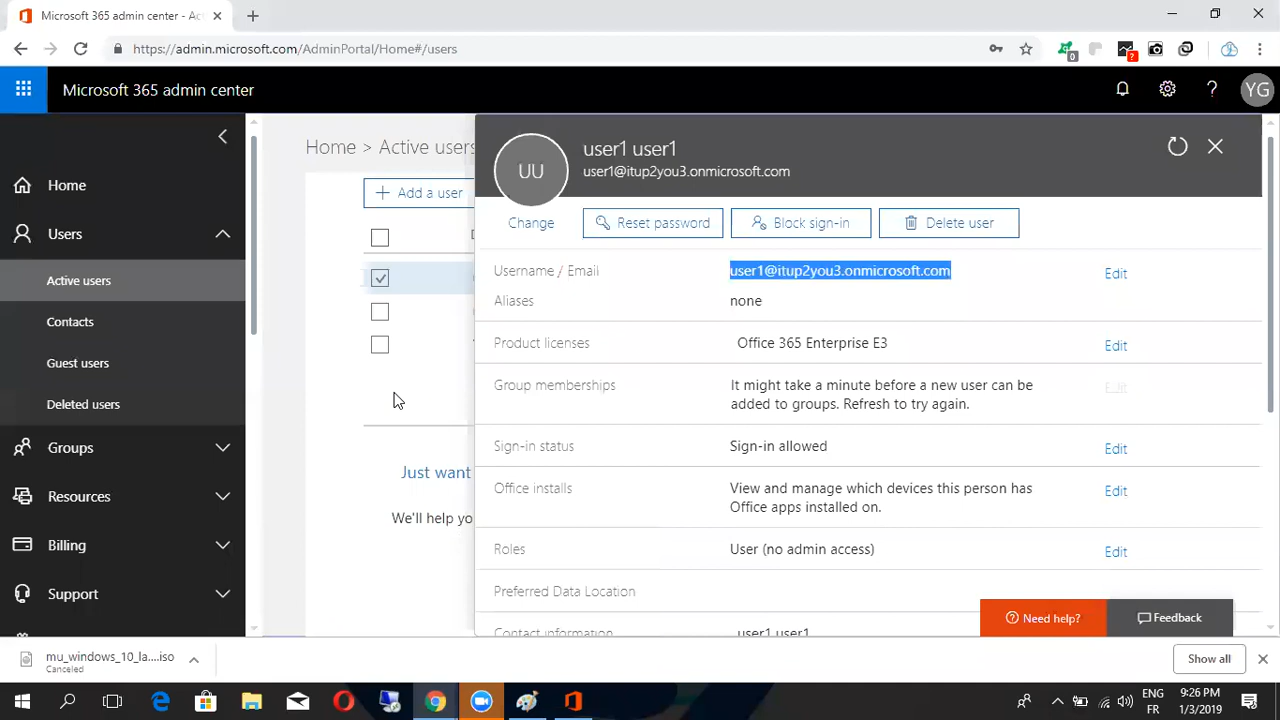 Microsoft 365 admin center - Ac
https://admin.microsoft.com/AdminPortal/Home#/users
0
?
Microsoft 365 admin center
?
YG
Home
Users
Active users
Contacts
Guest users
Deleted users
Groups
Resources
Billing
Support
Home > Active users
Add a user
Just want
We'll help yo
UU
user1 user1
user1@itup2you3.onmicrosoft.com
Change
Reset password
Block sign-in
Delete user
Username / Email
user1@itup2you3.onmicrosoft.com
Edit
Aliases
none
Product licenses
Office 365 Enterprise E3
Edit
Group memberships
It might take a minute before a new user can be
added to groups. Refresh to try again.
Edit
Sign-in status
Sign-in allowed
Edit
Office installs
View and manage which devices this person has
Office apps installed on.
Edit
Roles
User (no admin access)
Edit
Preferred Data Location
Contact information
user1 user1
Need help?
Feedback
mu_windows_10_la....iso
Canceled
Show all
ENG
FR
9:26 PM
1/3/2019